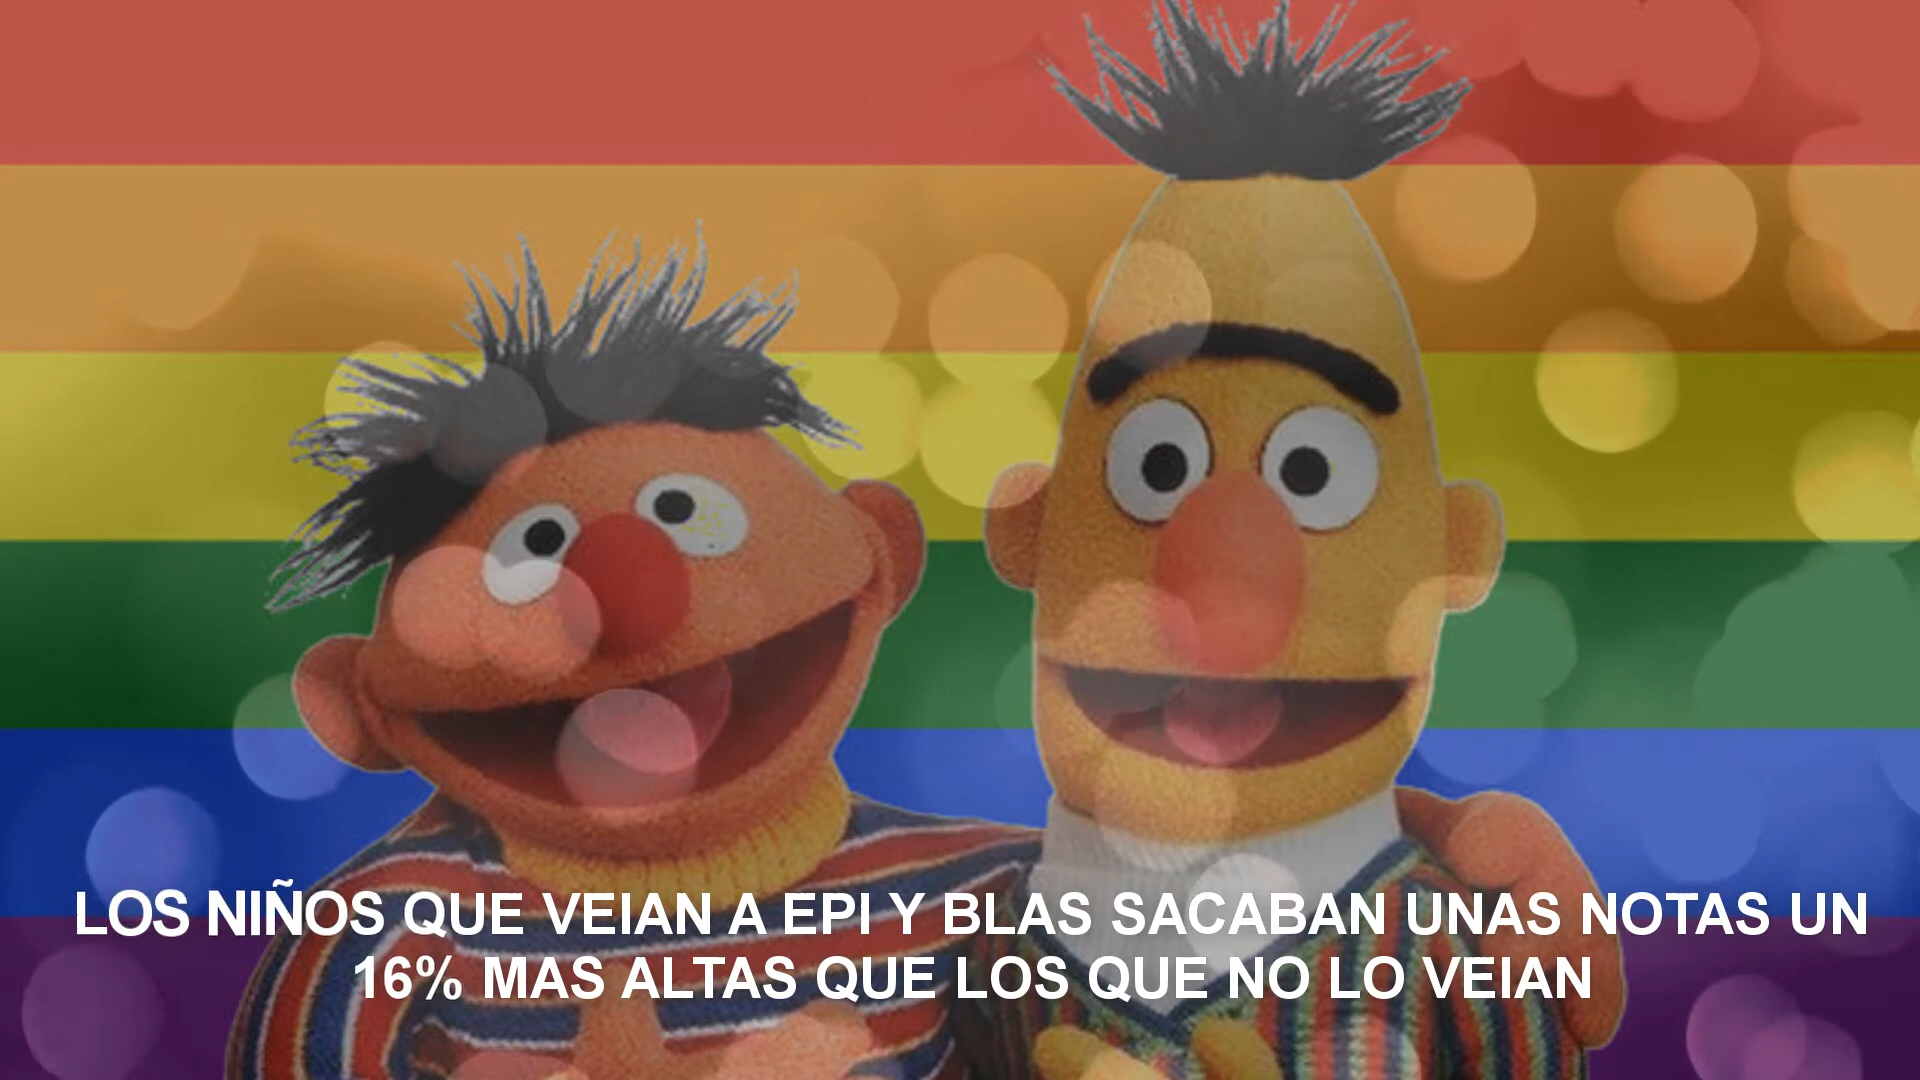 LOS NIÑOS QUE VEIAN A EPI Y BLAS SACABAN UNAS NOTAS UN
16% MAS ALTAS QUE LOS QUE NO LO VEIAN